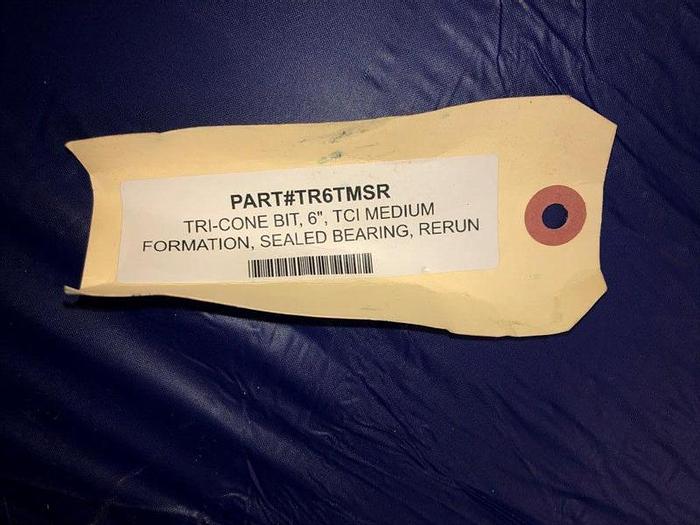 PART#TR6TMSR
TRI-CONE BIT, 6", TCI MEDIUM
FORMATION, SEALED BEARING, RERUN